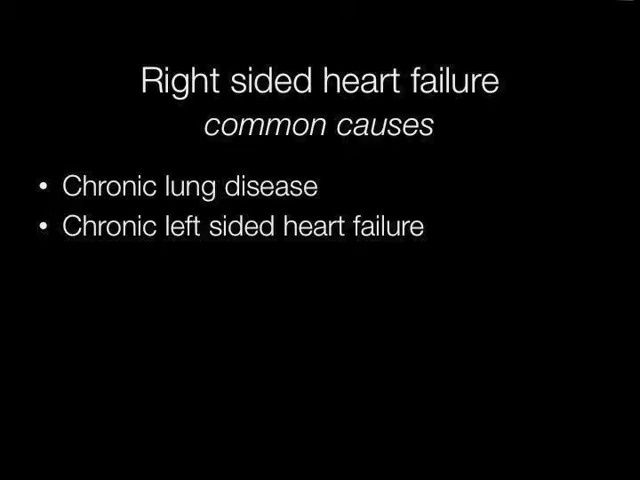 Right sided heart failure
common causes
• Chronic lung disease
• Chronic left sided heart failure